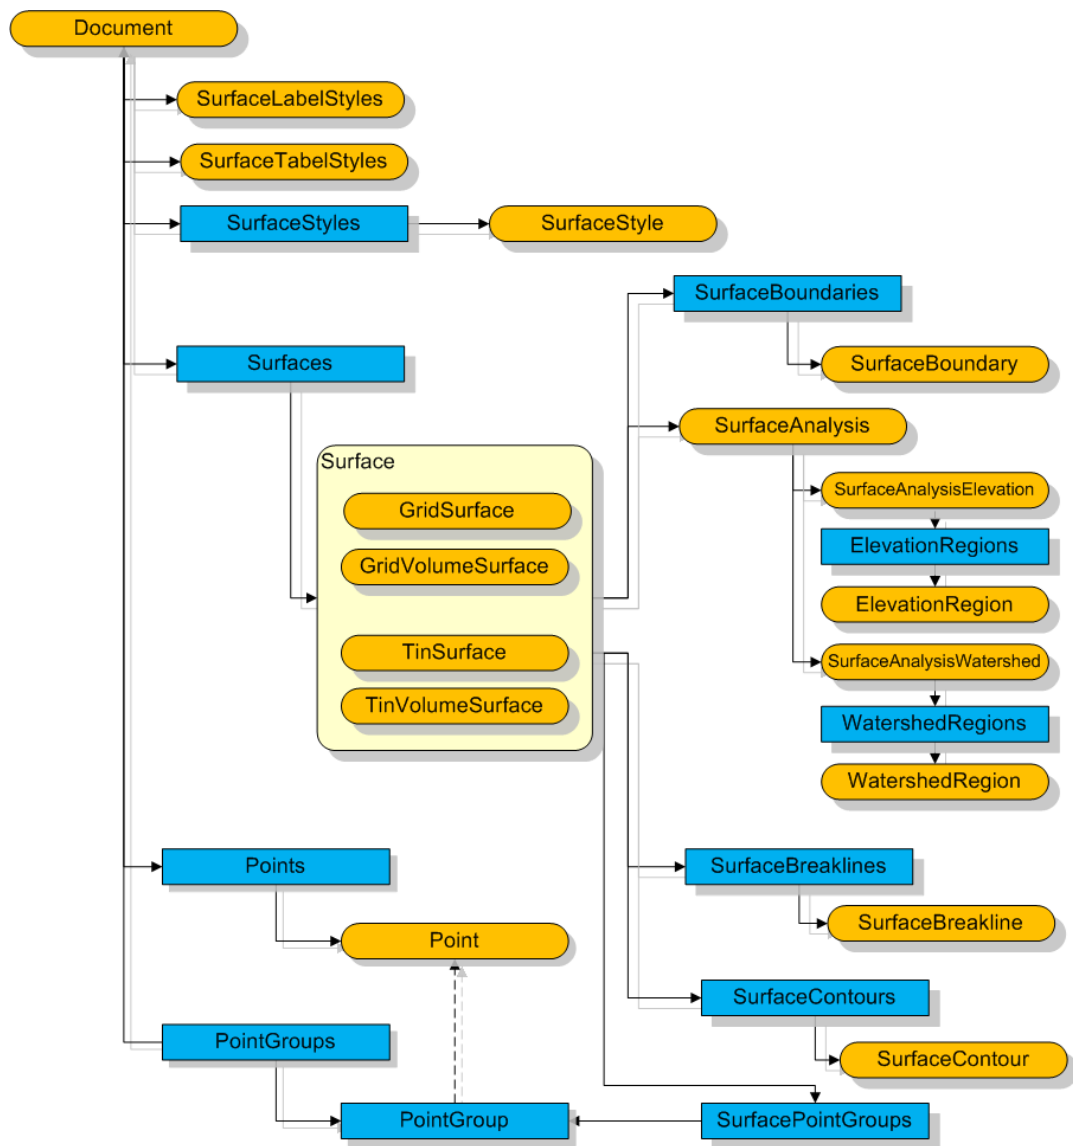 Document
SurfaceLabelStyles
SurfaceTabelStyles
SurfaceStyles
SurfaceStyle
SurfaceBoundaries
Surfaces
SurfaceBoundary
SurfaceAnalysis
Surface
SurfaceAnalysisElevation
GridSurface
ElevationRegions
GridVolumeSurface
ElevationRegion
TinSurface
SurfaceAnalysisWatershed
TinVolumeSurface
WatershedRegions
WatershedRegion
Points
SurfaceBreaklines
SurfaceBreakline
Point
SurfaceContours
PointGroups
SurfaceContour
PointGroup
SurfacePointGroups